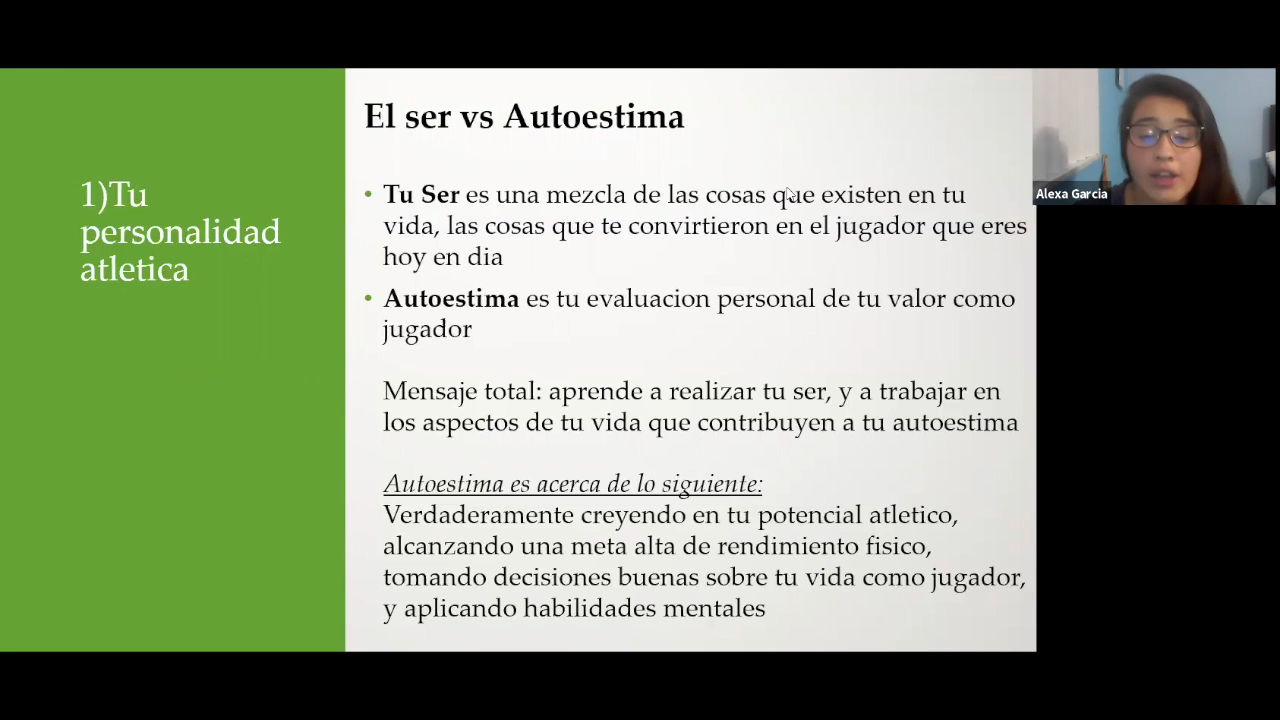 1)Tu
personalidad
atletica
El ser vs Autoestima
• Tu Ser es una mezcla de las cosas que existen en tu
vida, las cosas que te convirtieron en el jugador que eres
hoy en dia
• Autoestima es tu evaluacion personal de tu valor como
jugador
Mensaje total: aprende a realizar tu ser, y a trabajar en
los aspectos de tu vida que contribuyen a tu autoestima
Autoestima es acerca de lo siguiente:
Verdaderamente creyendo en tu potencial atletico,
alcanzando una meta alta de rendimiento fisico,
tomando decisiones buenas sobre tu vida como jugador,
y aplicando habilidades mentales
Alexa Garcia